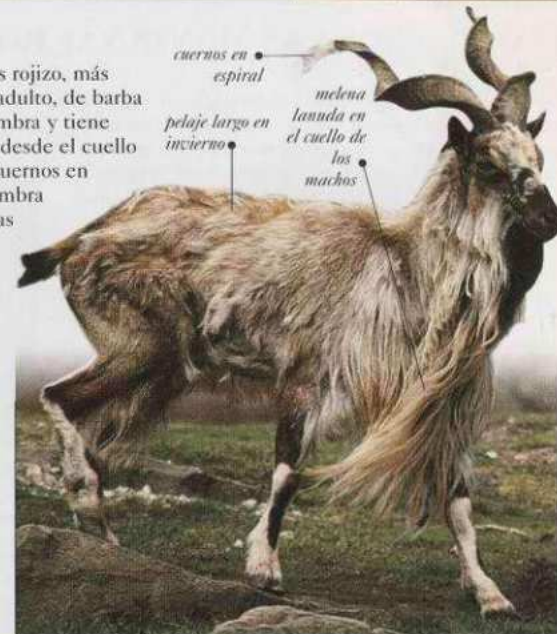 s rojizo, más
adulto, de barba
mbra y tiene
desde el cuello
uernos en
mbra
as
cuernos en
espiral
pelaje largo en
invierno
melena
lanuda en
el cuello de
los
machos